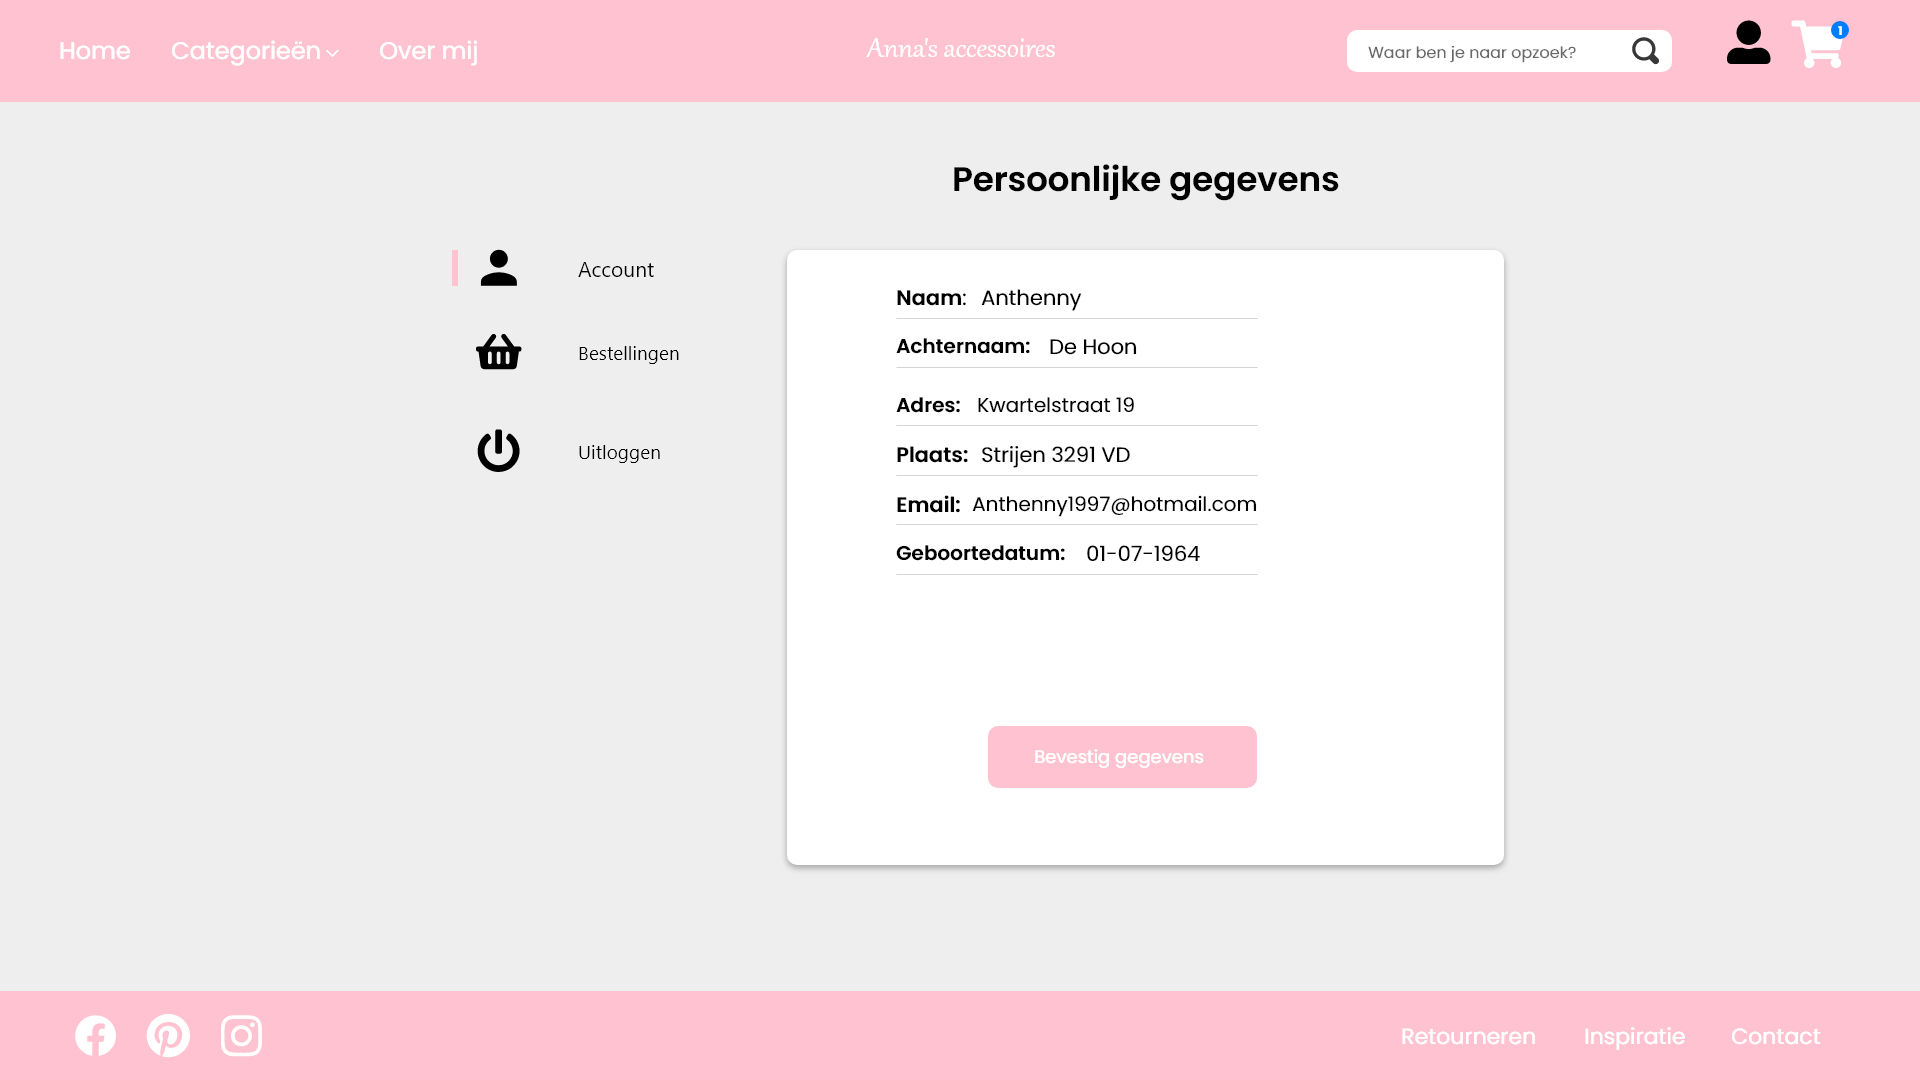 Home Categorieën Over mij Anna's accessoires Waar ben je naar opzoek? 1
Persoonlijke gegevens
Account
Bestellingen
Uitloggen
Naam: Anthenny
Achternaam: De Hoon
Adres: Kwartelstraat 19
Plaats: Strijen 3291 VD
Email: Anthenny1997@hotmail.com
Geboortedatum: 01-07-1964
Bevestig gegevens
Retourneren Inspiratie Contact